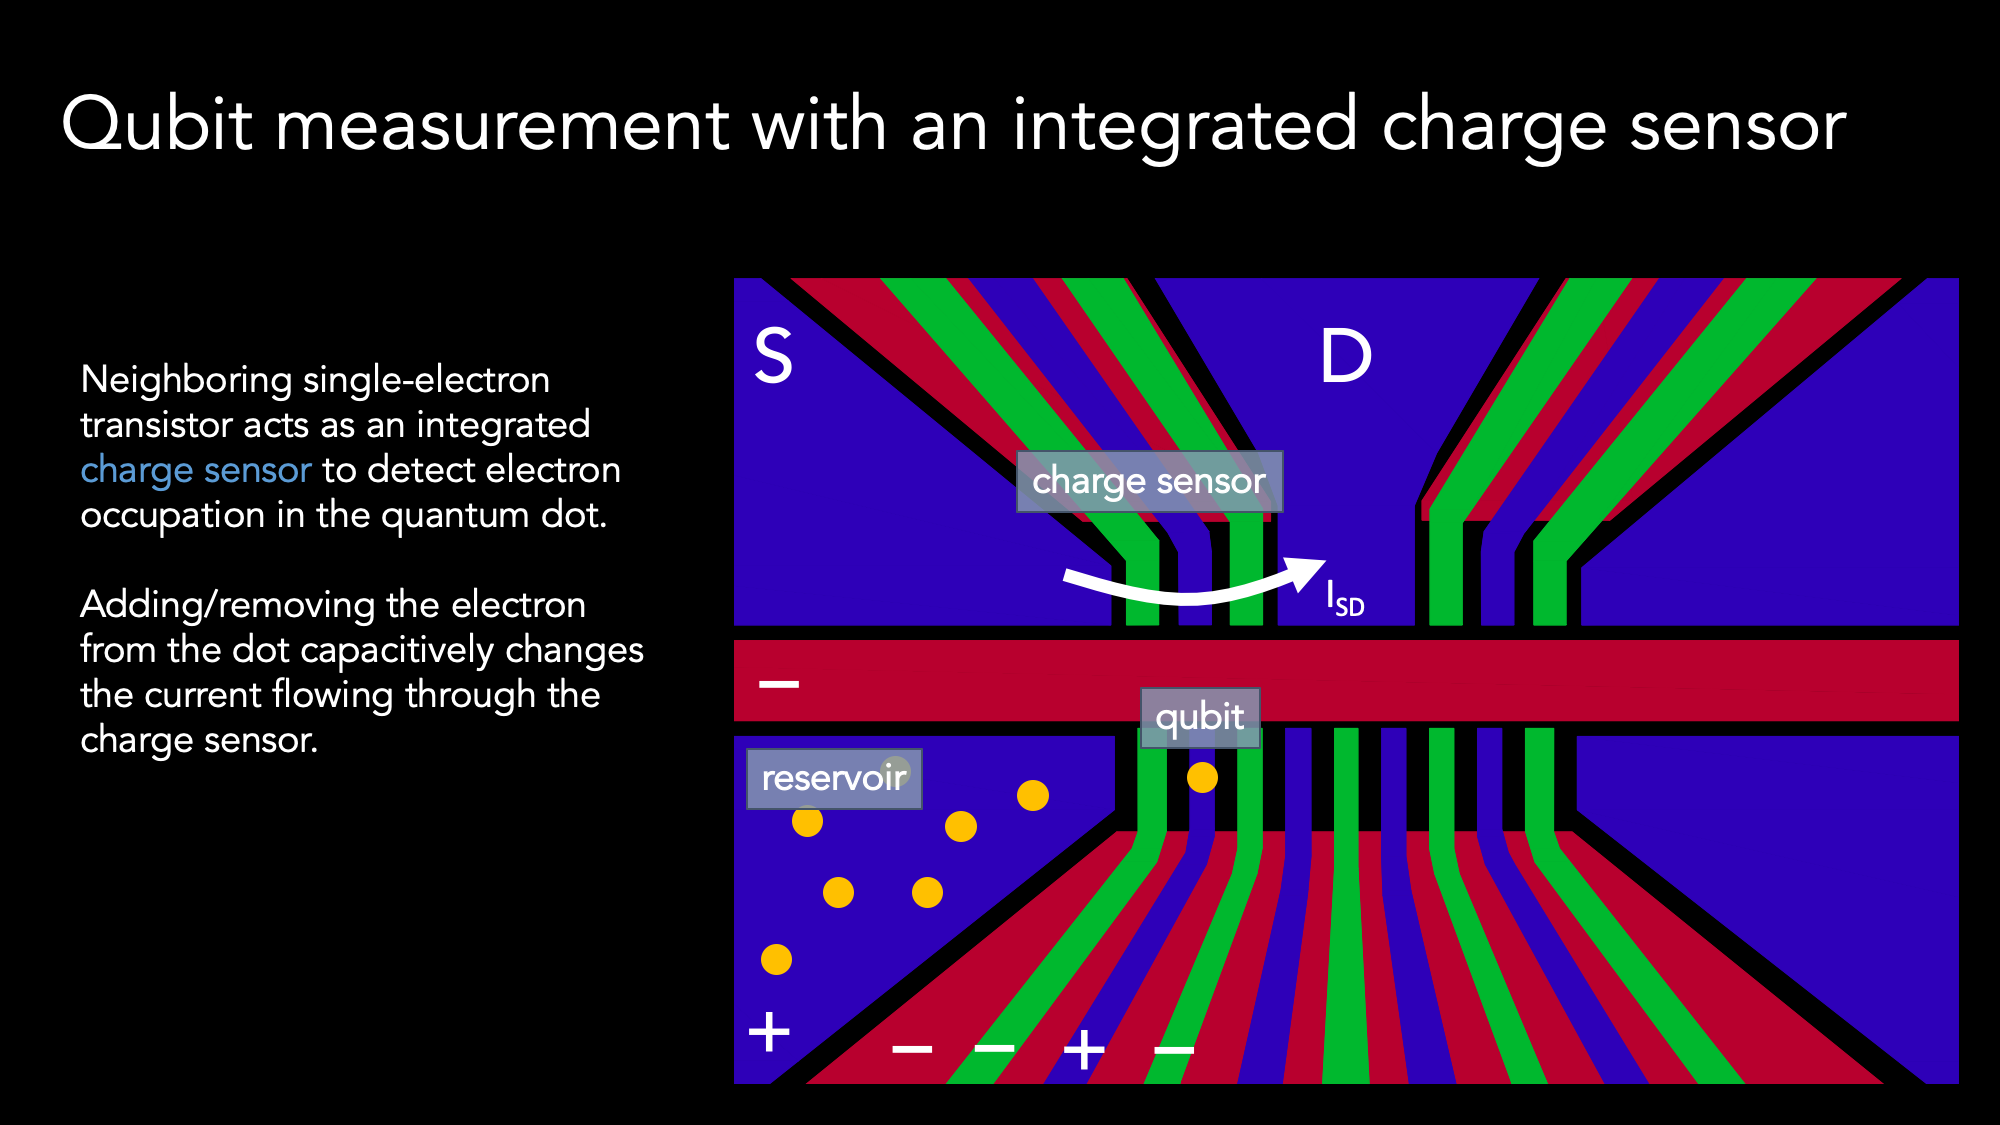 Qubit measurement with an integrated charge sensor
Neighboring single-electron
transistor acts as an integrated
charge sensor to detect electron
occupation in the quantum dot.
Adding/removing the electron
from the dot capacitively changes
the current flowing through the
charge sensor.
S
D
charge sensor
I_SD
–
qubit
reservoir
+
– – + –